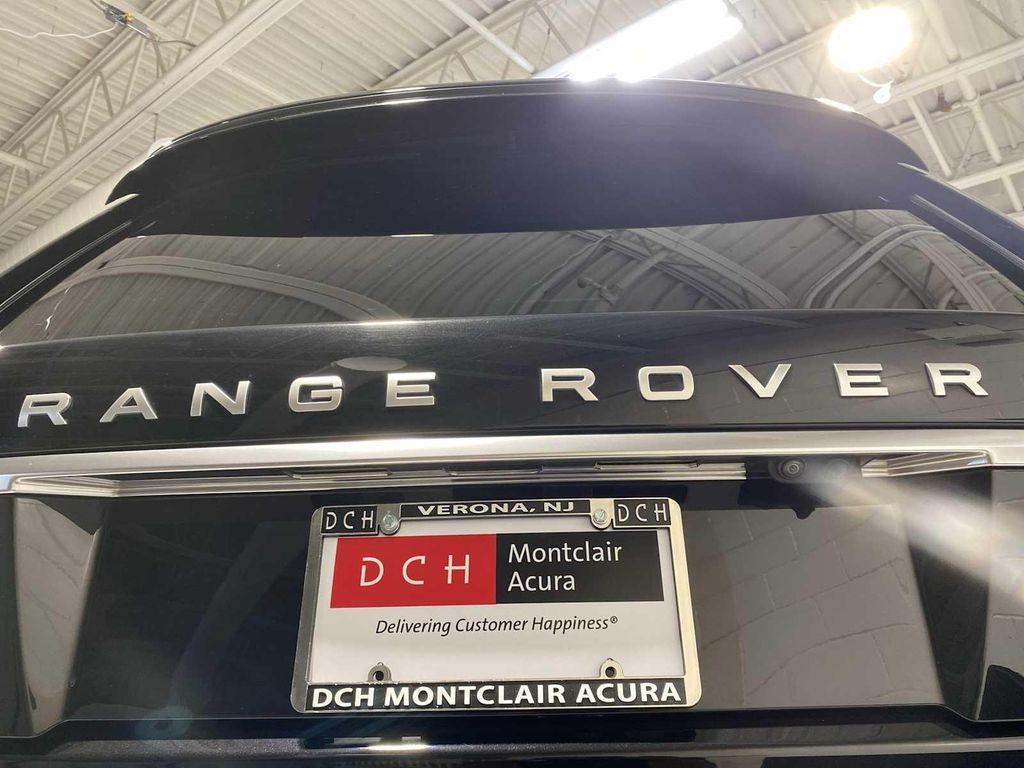 RANGE ROVER
VERONA, NJ
DCH DCH
DCH Montclair
Acura
Delivering Customer Happiness®
DCH MONTCLAIR ACURA